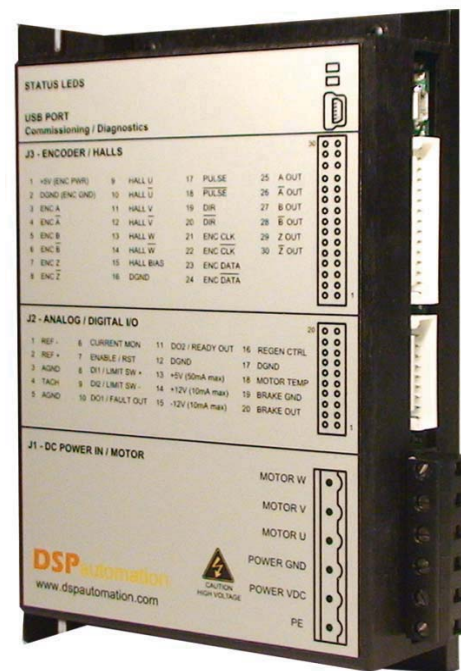 STATUS LEDS
USB PORT
Commissioning / Diagnostics
J3 - ENCODER / HALLS
30
1 +5V (ENC PWR) 9 HALL U 17 PULSE 25 A OUT
2 DGND (ENC GND) 10 HALL U̅ 18 P̅U̅L̅S̅E̅ 26 A̅ OUT
3 ENC A 11 HALL V 19 DIR 27 B OUT
4 ENC A̅ 12 HALL V̅ 20 D̅I̅R̅ 28 B̅ OUT
5 ENC B 13 HALL W 21 ENC CLK 29 Z OUT
6 ENC B̅ 14 HALL W̅ 22 ENC C̅L̅K̅ 30 Z̅ OUT
7 ENC Z 15 HALL BIAS 23 ENC DATA
8 ENC Z̅ 16 DGND 24 ENC D̅A̅T̅A̅
1
J2 - ANALOG / DIGITAL I/O
20
1 REF - 6 CURRENT MON 11 DO2 / READY OUT 16 REGEN CTRL
2 REF + 7 ENABLE / RST 12 DGND 17 DGND
3 AGND 8 DI1 / LIMIT SW + 13 +5V (50mA max) 18 MOTOR TEMP
4 TACH 9 DI2 / LIMIT SW - 14 +12V (10mA max) 19 BRAKE GND
5 AGND 10 DO1 / FAULT OUT 15 -12V (10mA max) 20 BRAKE OUT
1
J1 - DC POWER IN / MOTOR
MOTOR W
MOTOR V
MOTOR U
POWER GND
POWER VDC
PE
DSPautomation
www.dspautomation.com
CAUTION
HIGH VOLTAGE